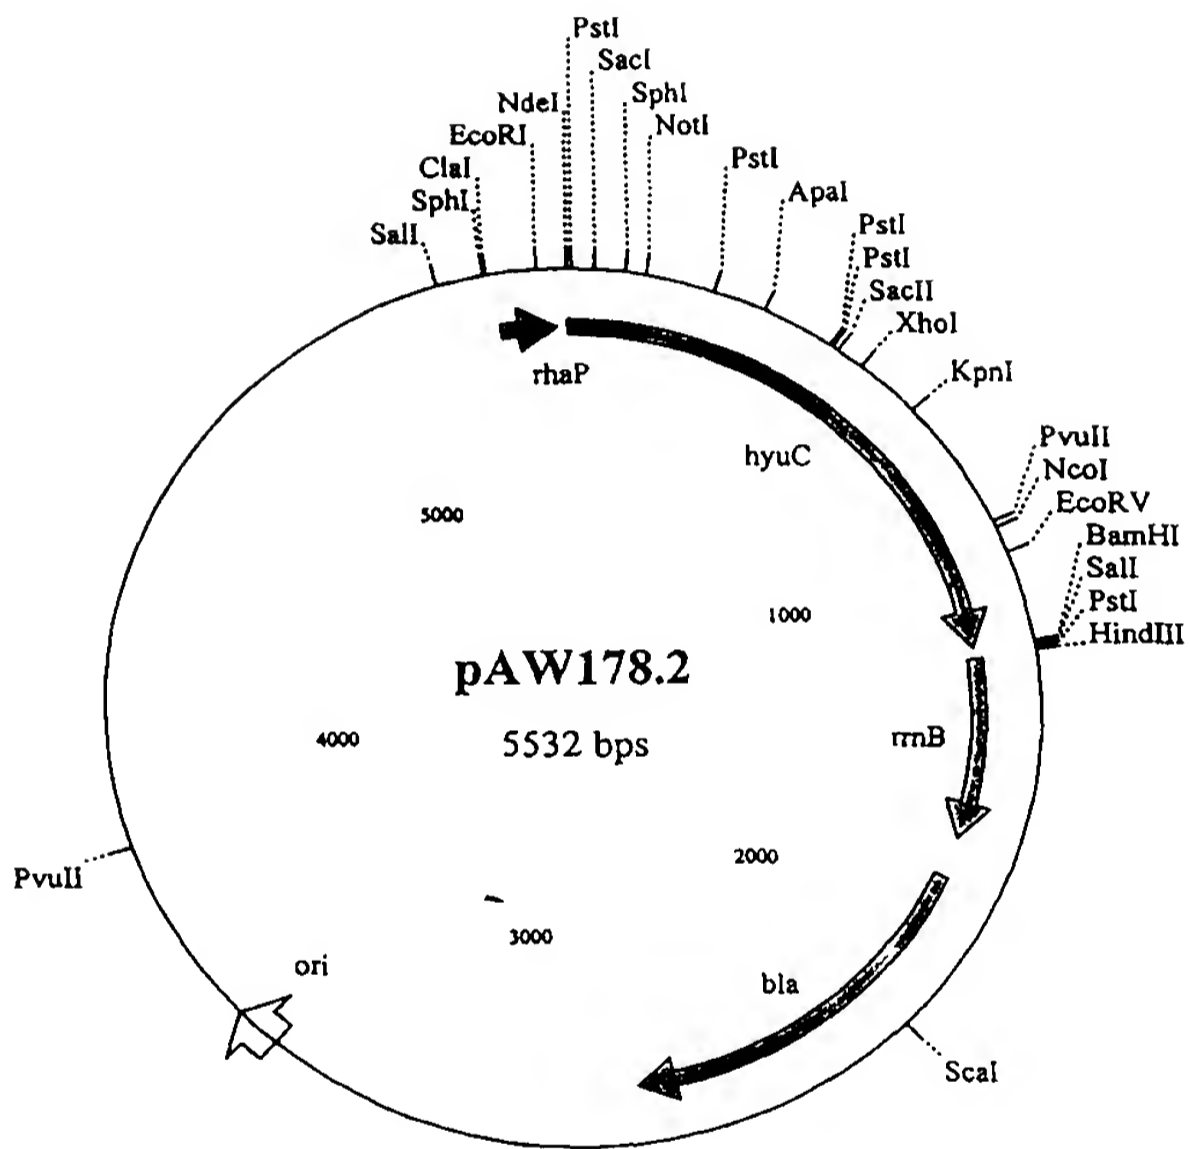 PstI
SacI
NdeI
SphI
EcoRI
NotI
ClaI
PstI
SphI
ApaI
SalI
PstI
PstI
SacII
XhoI
KpnI
rhaP
hyuC
PvuII
NcoI
EcoRV
5000
BamHI
SalI
PstI
1000
HindIII
pAW178.2
4000
5532 bps
rrnB
2000
PvuII
3000
ori
bla
ScaI